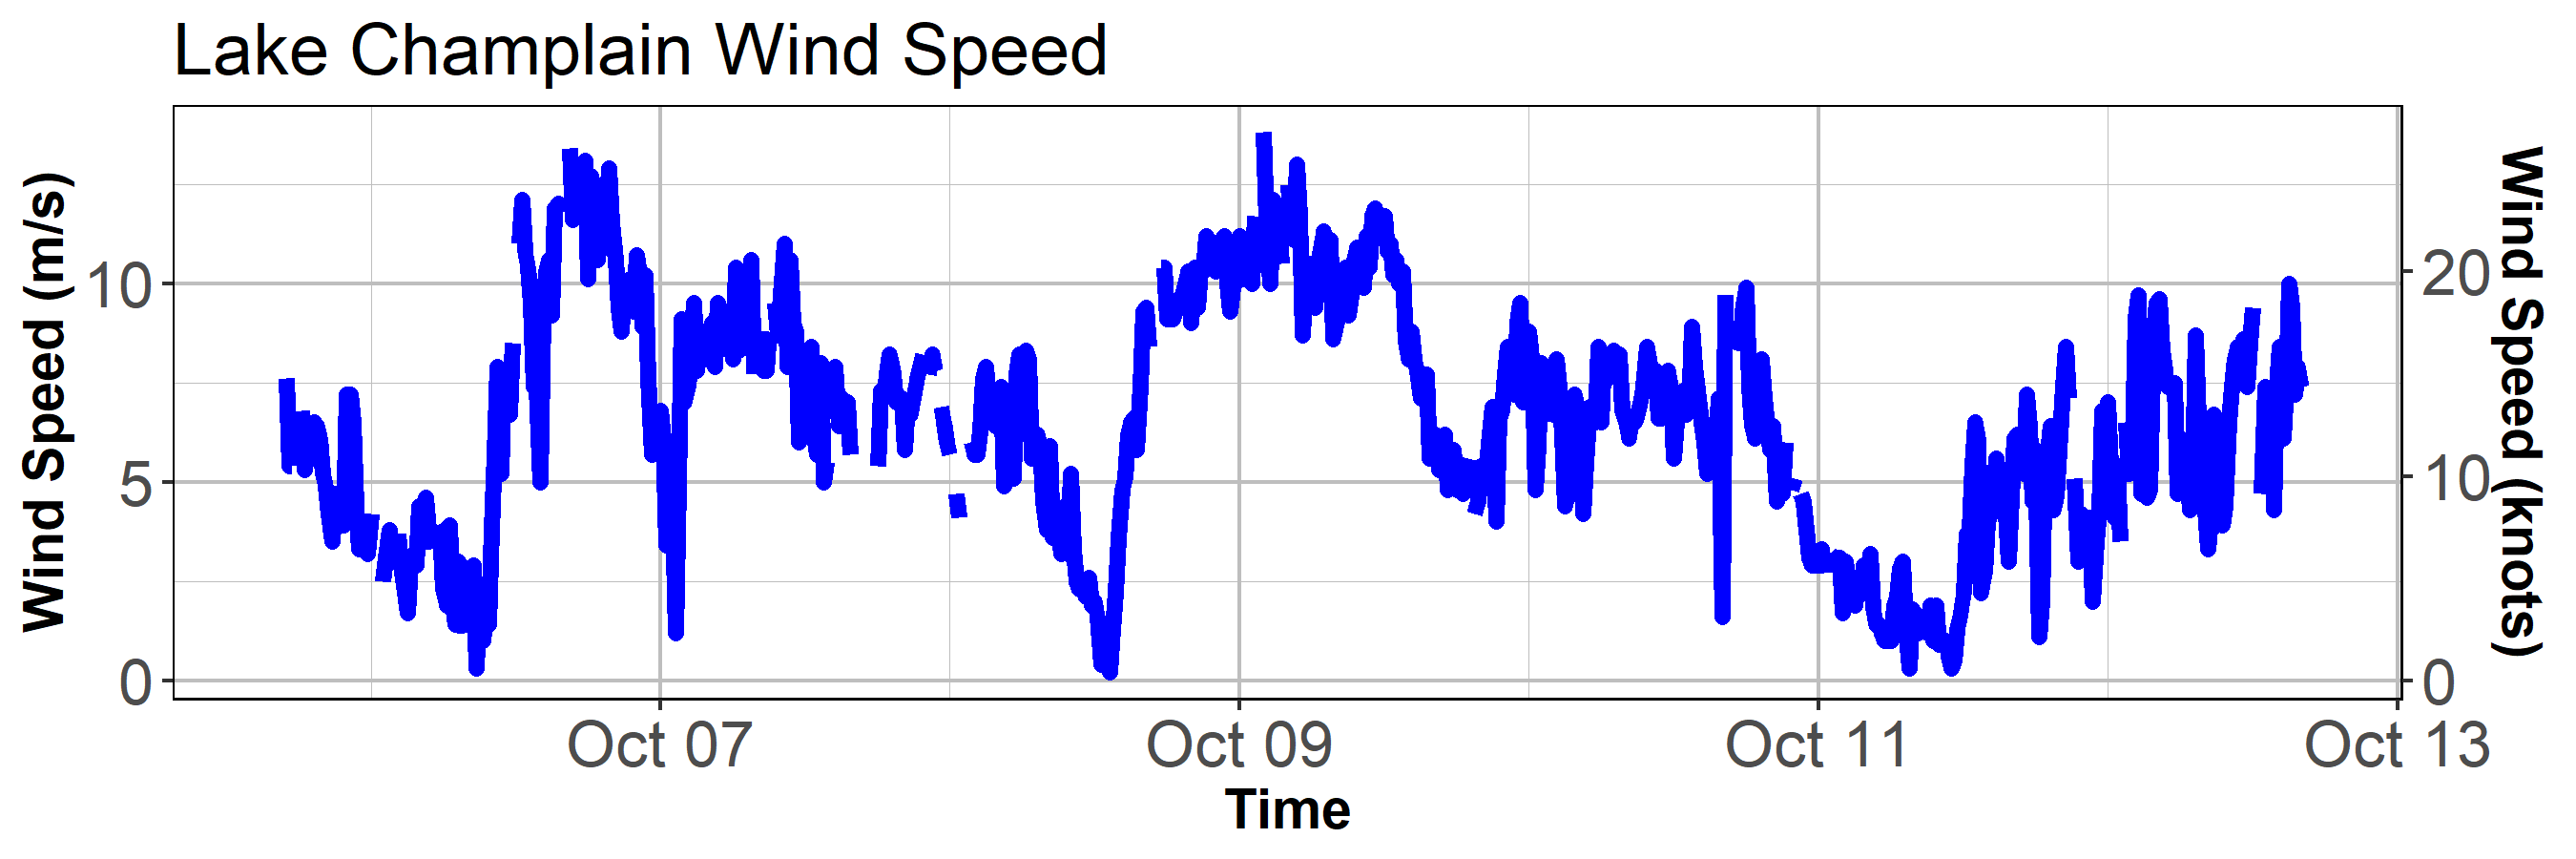 Lake Champlain Wind Speed
Wind Speed (m/s)
10
5
0
20
10
0
Wind Speed (knots)
Oct 07
Oct 09
Oct 11
Oct 13
Time